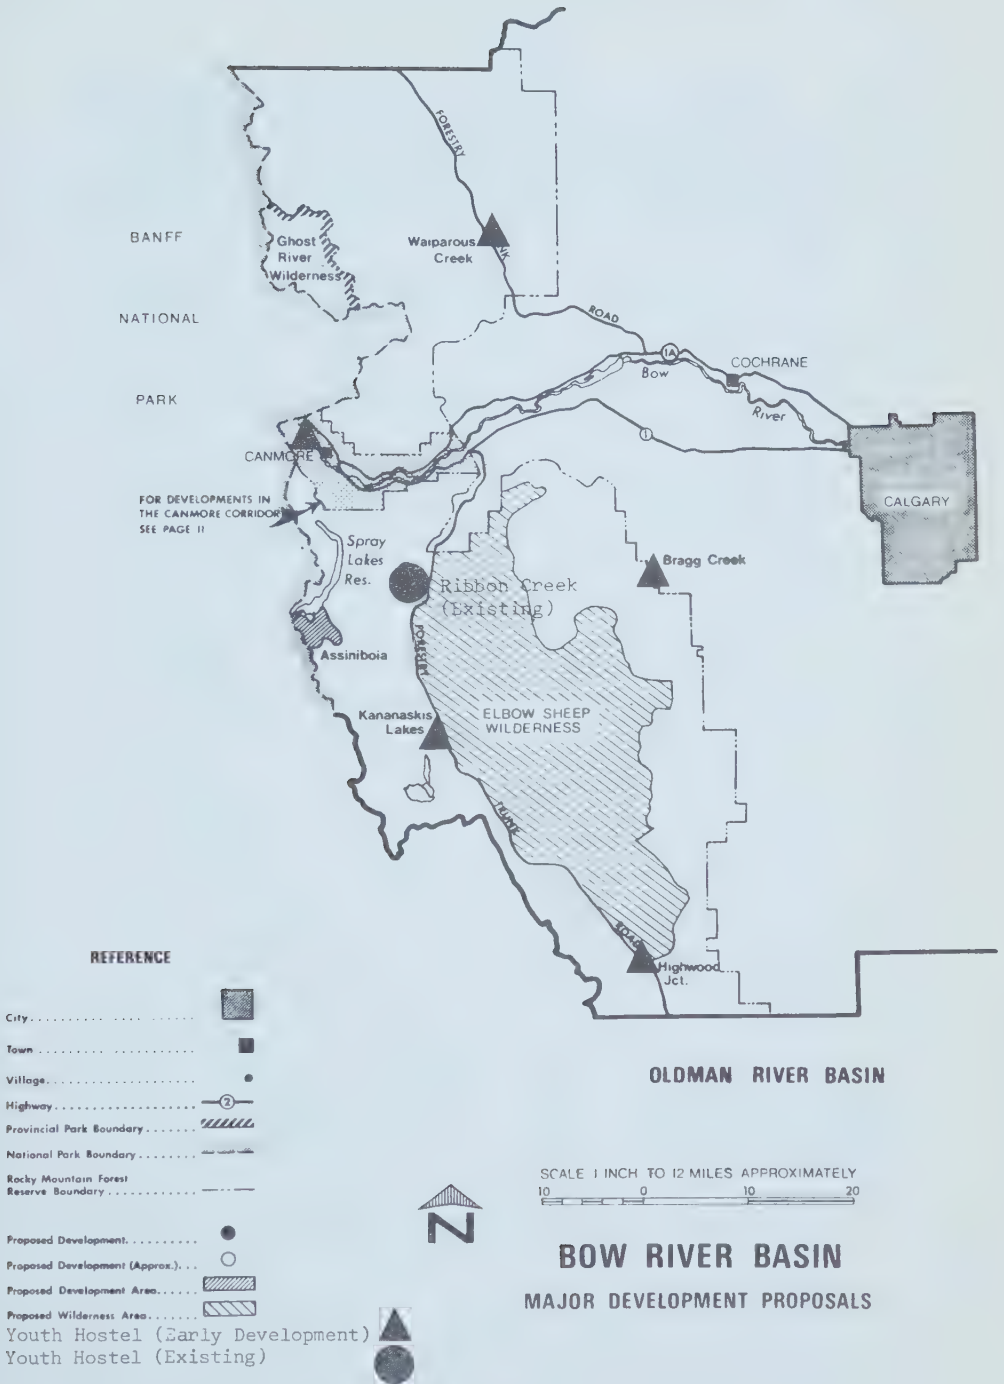 FORESTRY
BANFF
Ghost
River
Wilderness
Waiparous
Creek
NATIONAL
ROAD
1A
COCHRANE
Bow
River
PARK
1
CANMORE
CALGARY
FOR DEVELOPMENTS IN
THE CANMORE CORRIDOR
SEE PAGE 11
Spray
Lakes
Res.
Bragg Creek
Ribbon Creek
(Existing)
FORESTRY
Assiniboia
Kananaskis
Lakes
ELBOW SHEEP
WILDERNESS
TRUNK
ROAD
Highwood
Jct.
REFERENCE
City
Town
Village
Highway 2
Provincial Park Boundary
National Park Boundary
Rocky Mountain Forest
Reserve Boundary
Proposed Development
Proposed Development (Approx.)
Proposed Development Area
Proposed Wilderness Area
Youth Hostel (Early Development)
Youth Hostel (Existing)
OLDMAN RIVER BASIN
SCALE 1 INCH TO 12 MILES APPROXIMATELY
10 0 10 20
N
BOW RIVER BASIN
MAJOR DEVELOPMENT PROPOSALS